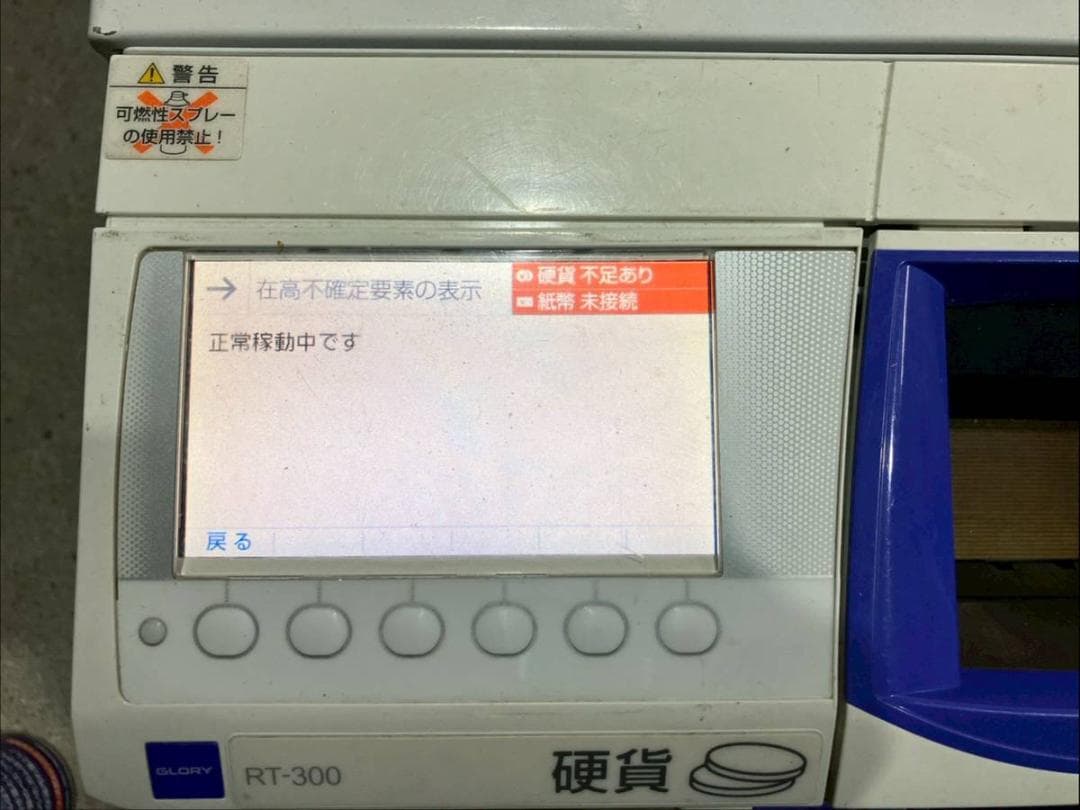 警告
可燃性スプレー
の使用禁止！
→ 在高不確定要素の表示
硬貨 不足あり
紙幣 未接続
正常稼動中です
戻る
GLORY
RT-300
硬貨